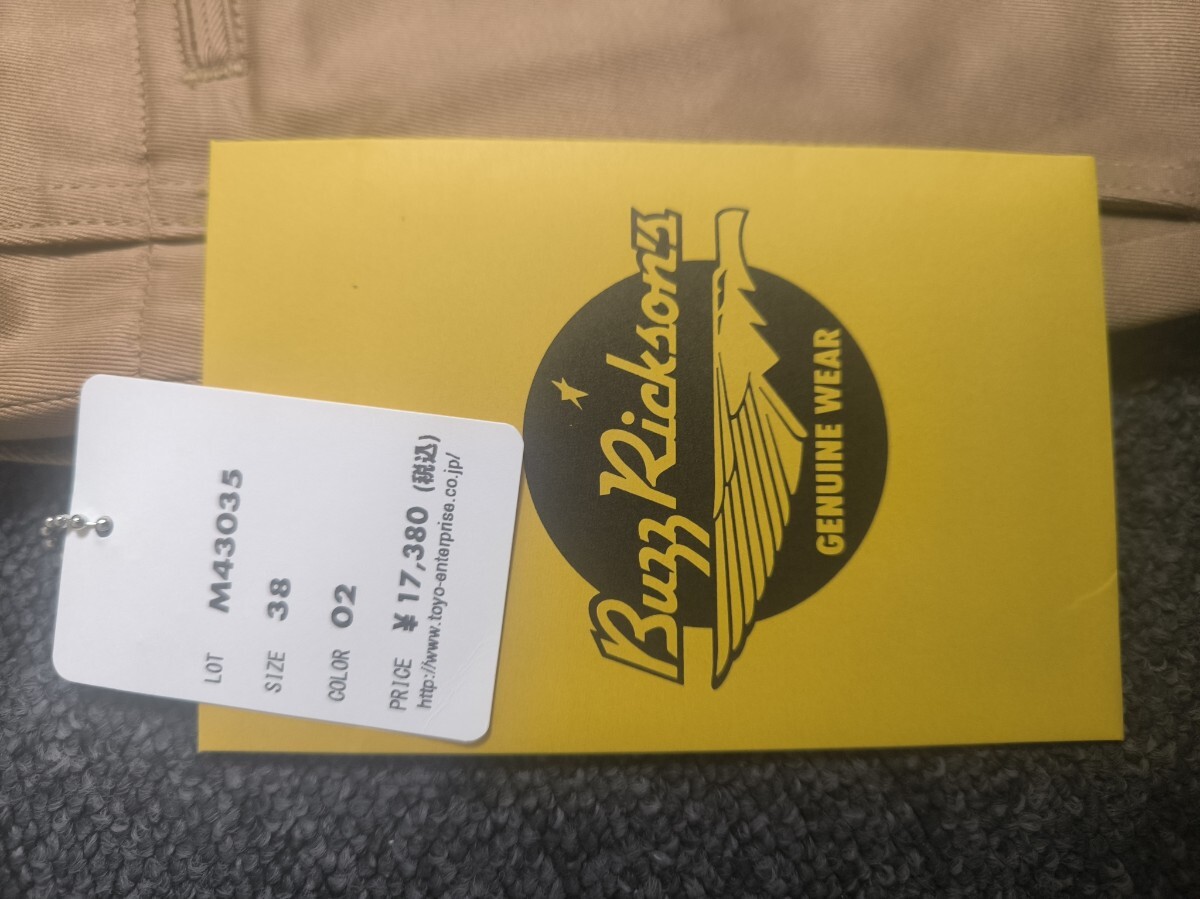 LOT M43035
SIZE 38
COLOR 02
PRICE ¥17,380 (税込)
http://www.toyo-enterprise.co.jp/
Buzz Rickson's
GENUINE WEAR